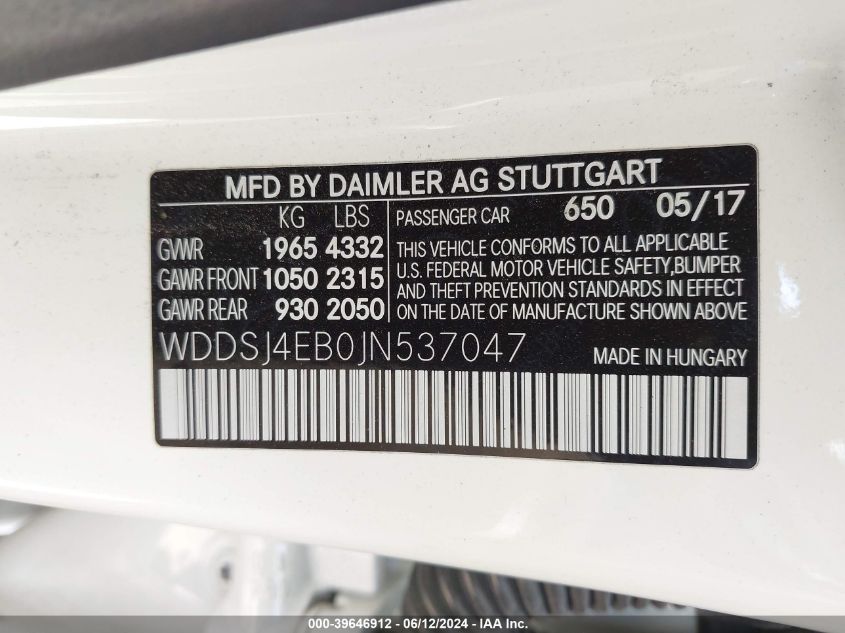 MFD BY DAIMLER AG STUTTGART
KG LBS
GVWR 1965 4332
GAWR FRONT 1050 2315
GAWR REAR 930 2050
PASSENGER CAR 650 05/17
THIS VEHICLE CONFORMS TO ALL APPLICABLE
U.S. FEDERAL MOTOR VEHICLE SAFETY,BUMPER
AND THEFT PREVENTION STANDARDS IN EFFECT
ON THE DATE OF MANUFACTURE SHOWN ABOVE
WDDSJ4EB0JN537047
MADE IN HUNGARY
000-39646912 - 06/12/2024 - IAA Inc.